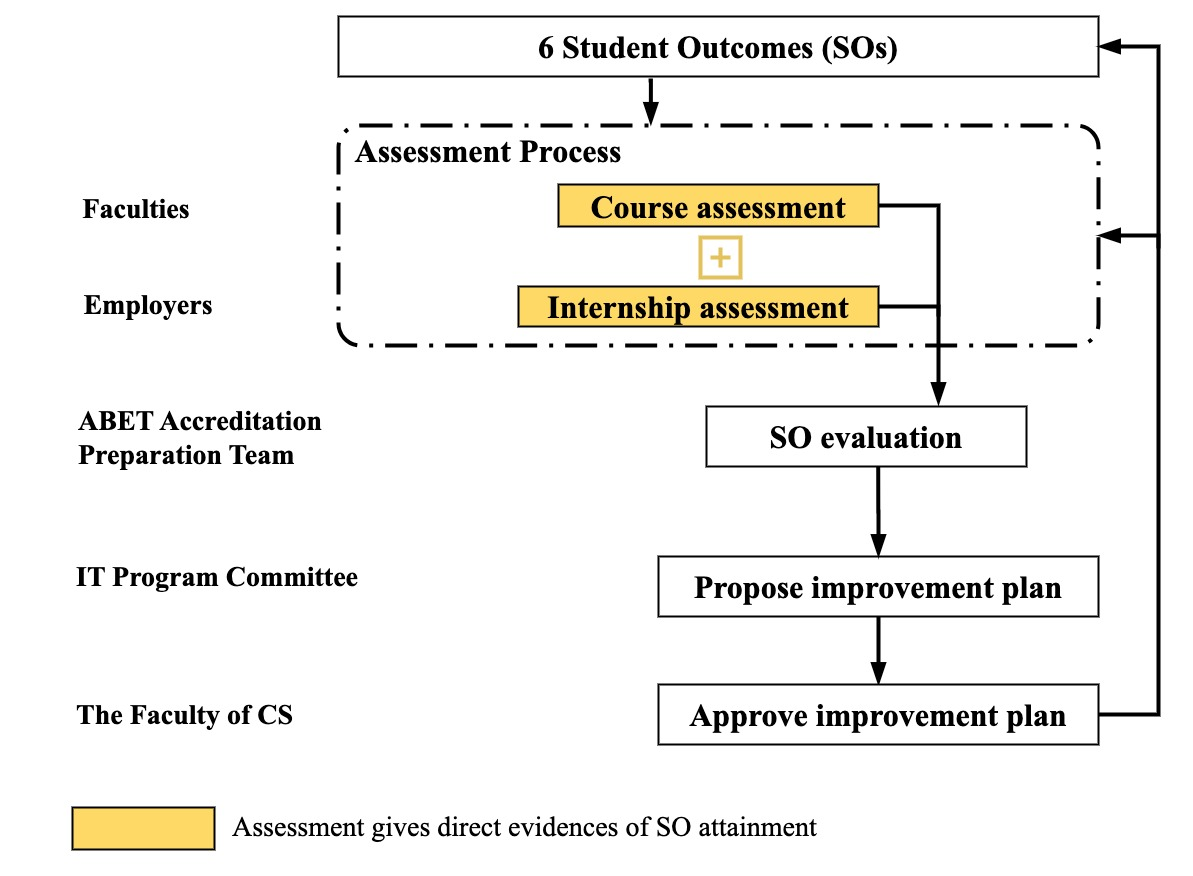 6 Student Outcomes (SOs)
Assessment Process
Faculties
Course assessment
+
Employers
Internship assessment
ABET Accreditation
Preparation Team
SO evaluation
IT Program Committee
Propose improvement plan
The Faculty of CS
Approve improvement plan
Assessment gives direct evidences of SO attainment